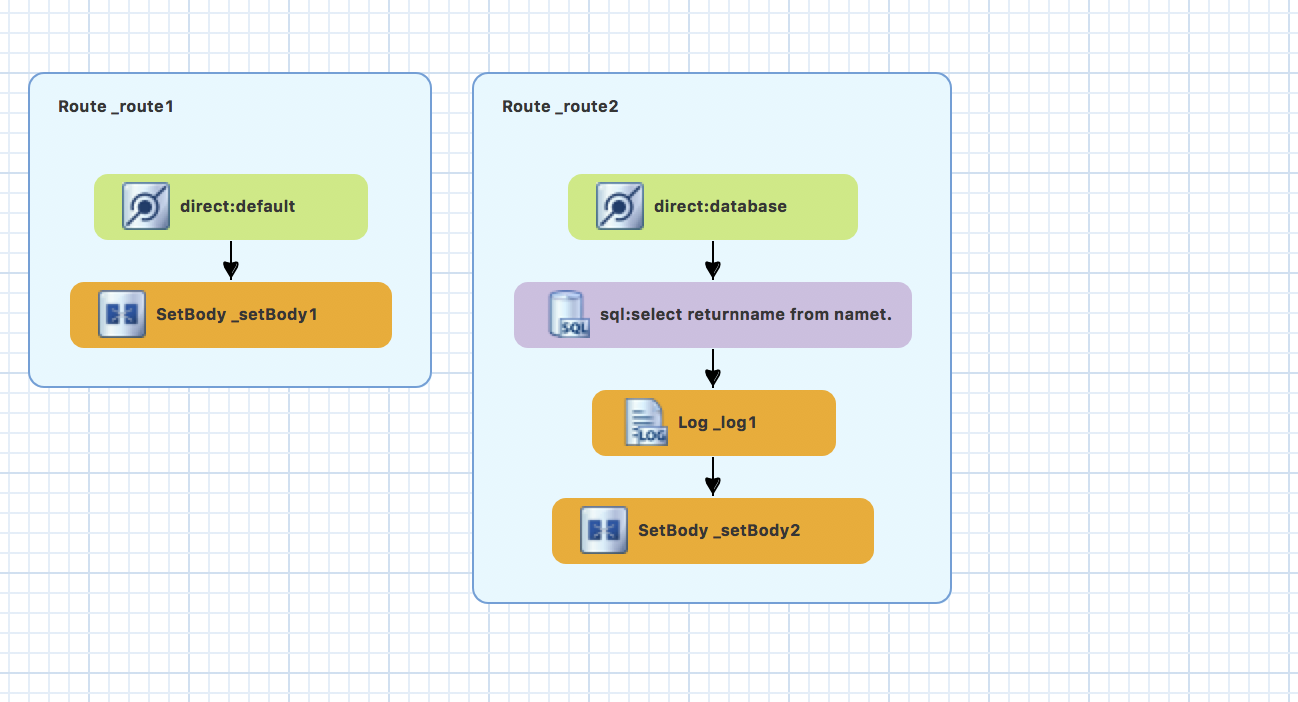 Route _route1
direct:default
SetBody _setBody1
Route _route2
direct:database
sql:select returnname from namet.
SQL
Log _log1
LOG
SetBody _setBody2